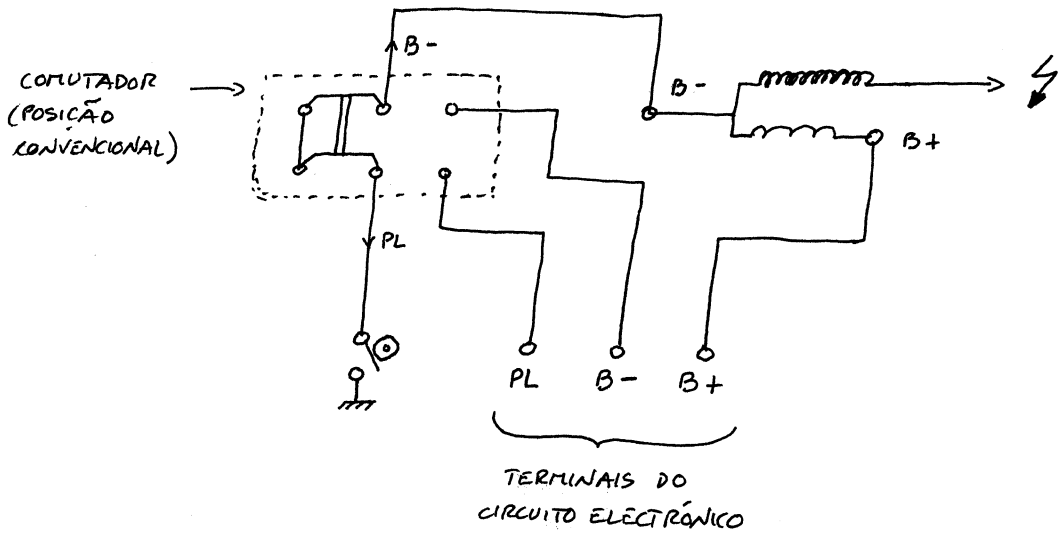 COMUTADOR
(POSIÇÃO
CONVENCIONAL)
B-
B-
B+
PL
PL
B-
B+
TERMINAIS DO
CIRCUITO ELECTRÓNICO